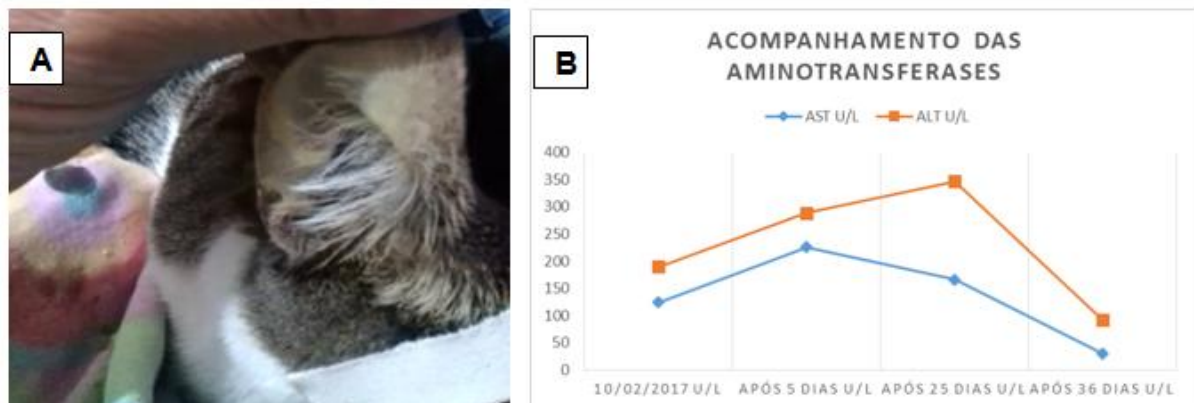 A
B
ACOMPANHAMENTO DAS
AMINOTRANSFERASES
AST U/L ALT U/L
400
350
300
250
200
150
100
50
0
10/02/2017 U/L APÓS 5 DIAS U/L APÓS 25 DIAS U/L APÓS 36 DIAS U/L